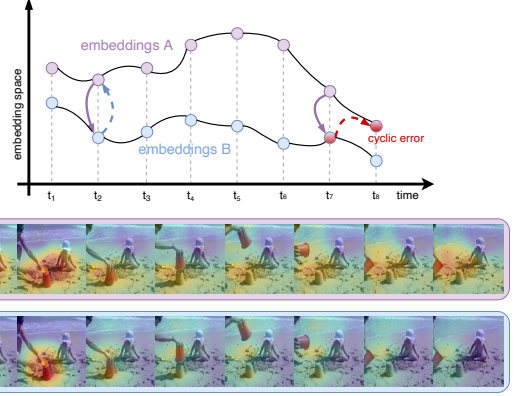 embeddings A
embedding space
embeddings B
cyclic error
t1 t2 t3 t4 t5 t6 t7 t8 time